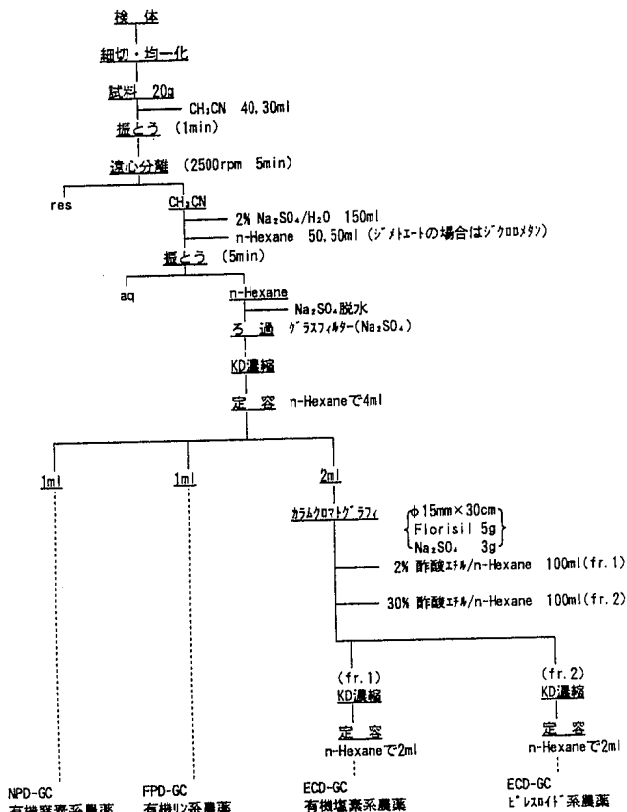 検 体
細切・均一化
試料 20g
CH₃CN 40,30ml
振とう (1min)
遠心分離 (2500rpm 5min)
res
CH₃CN
2% Na₂SO₄/H₂O 150ml
n-Hexane 50,50ml (ジメトエートの場合はジクロロメタン)
振とう (5min)
aq
n-Hexane
Na₂SO₄脱水
ろ 過 グラスフィルター(Na₂SO₄)
KD濃縮
定 容 n-Hexaneで4ml
1ml
1ml
2ml
カラムクロマトグラフィ
φ15mm×30cm
Florisil 5g
Na₂SO₄ 3g
2% 酢酸エチル/n-Hexane 100ml(fr.1)
30% 酢酸エチル/n-Hexane 100ml(fr.2)
(fr.1)
KD濃縮
定 容
n-Hexaneで2ml
(fr.2)
KD濃縮
定 容
n-Hexaneで2ml
NPD-GC
有機窒素系農薬
FPD-GC
有機リン系農薬
ECD-GC
有機塩素系農薬
ECD-GC
ピレスロイド系農薬